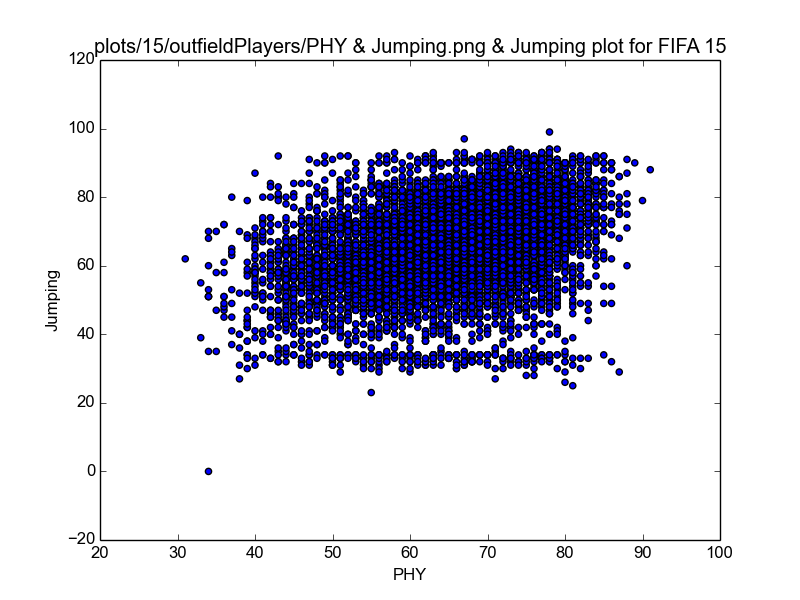 plots/15/outfieldPlayers/PHY & Jumping.png & Jumping plot for FIFA 15
120
100
80
60
40
20
0
−20
Jumping
20 30 40 50 60 70 80 90 100
PHY